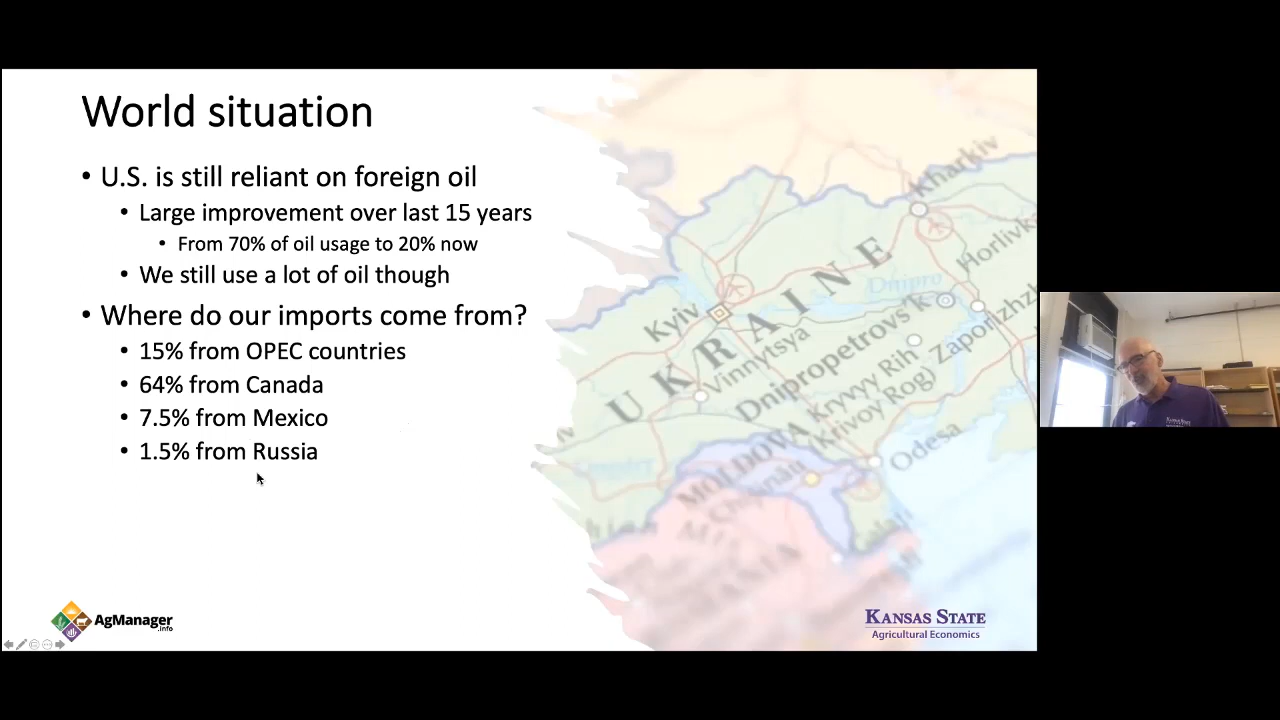 World situation
• U.S. is still reliant on foreign oil
• Large improvement over last 15 years
• From 70% of oil usage to 20% now
• We still use a lot of oil though
• Where do our imports come from?
• 15% from OPEC countries
• 64% from Canada
• 7.5% from Mexico
• 1.5% from Russia
Kharkiv
UKRAINE
Dnipro
Horlivka
Kyiv
Vinnytsya
Dnipropetrovs'k
Kryvyy Rih
(Krivoy Rog)
MOLDOVA
Odesa
AgManager
.info
KANSAS STATE
Agricultural Economics